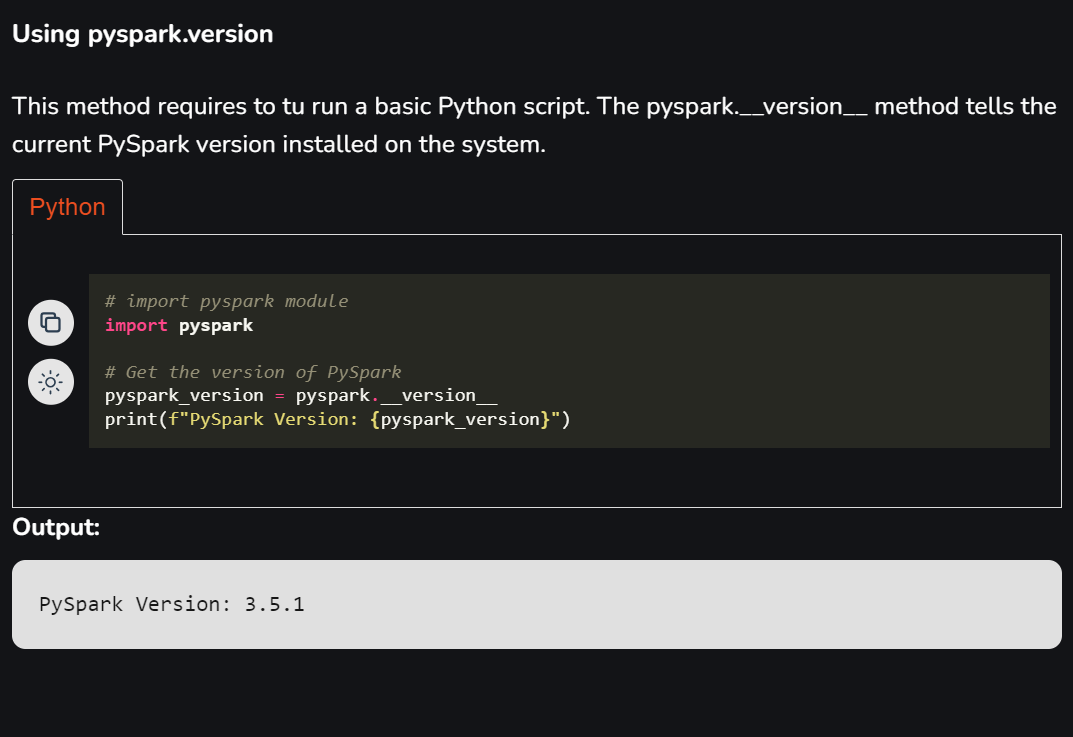 Using pyspark.version
This method requires to tu run a basic Python script. The pyspark.__version__ method tells the
current PySpark version installed on the system.
Python
# import pyspark module
import pyspark
# Get the version of PySpark
pyspark_version = pyspark.__version__
print(f"PySpark Version: {pyspark_version}")
Output:
PySpark Version: 3.5.1